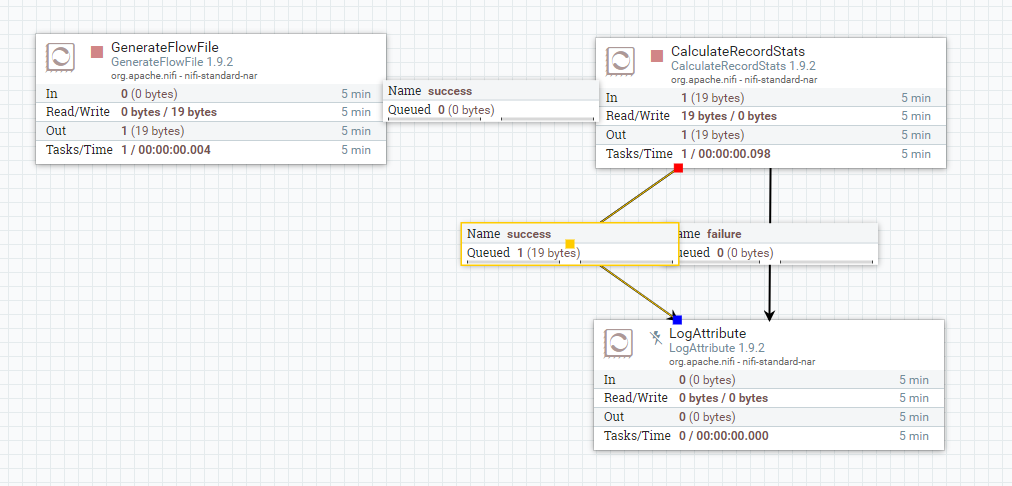 GenerateFlowFile
GenerateFlowFile 1.9.2
org.apache.nifi - nifi-standard-nar
In 0 (0 bytes) 5 min
Read/Write 0 bytes / 19 bytes 5 min
Out 1 (19 bytes) 5 min
Tasks/Time 1 / 00:00:00.004 5 min
Name success
Queued 0 (0 bytes)
CalculateRecordStats
CalculateRecordStats 1.9.2
org.apache.nifi - nifi-standard-nar
In 1 (19 bytes) 5 min
Read/Write 19 bytes / 0 bytes 5 min
Out 1 (19 bytes) 5 min
Tasks/Time 1 / 00:00:00.098 5 min
Name success
Queued 1 (19 bytes)
ame failure
ueued 0 (0 bytes)
LogAttribute
LogAttribute 1.9.2
org.apache.nifi - nifi-standard-nar
In 0 (0 bytes) 5 min
Read/Write 0 bytes / 0 bytes 5 min
Out 0 (0 bytes) 5 min
Tasks/Time 0 / 00:00:00.000 5 min